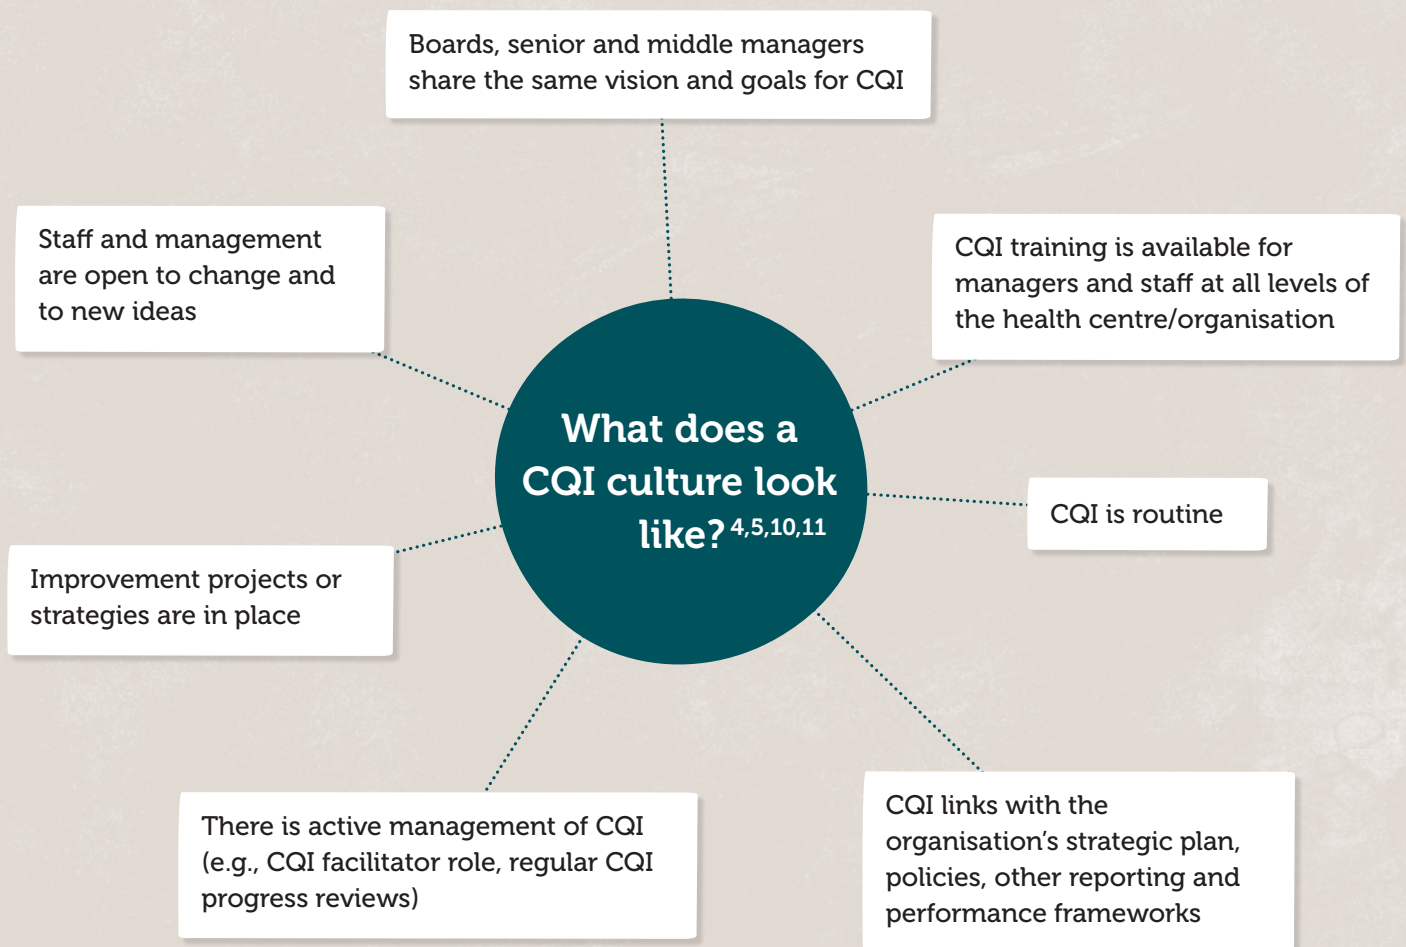 Boards, senior and middle managers
share the same vision and goals for CQI
Staff and management
are open to change and
to new ideas
CQI training is available for
managers and staff at all levels of
the health centre/organisation
What does a
CQI culture look
like? 4,5,10,11
CQI is routine
Improvement projects or
strategies are in place
There is active management of CQI
(e.g., CQI facilitator role, regular CQI
progress reviews)
CQI links with the
organisation’s strategic plan,
policies, other reporting and
performance frameworks